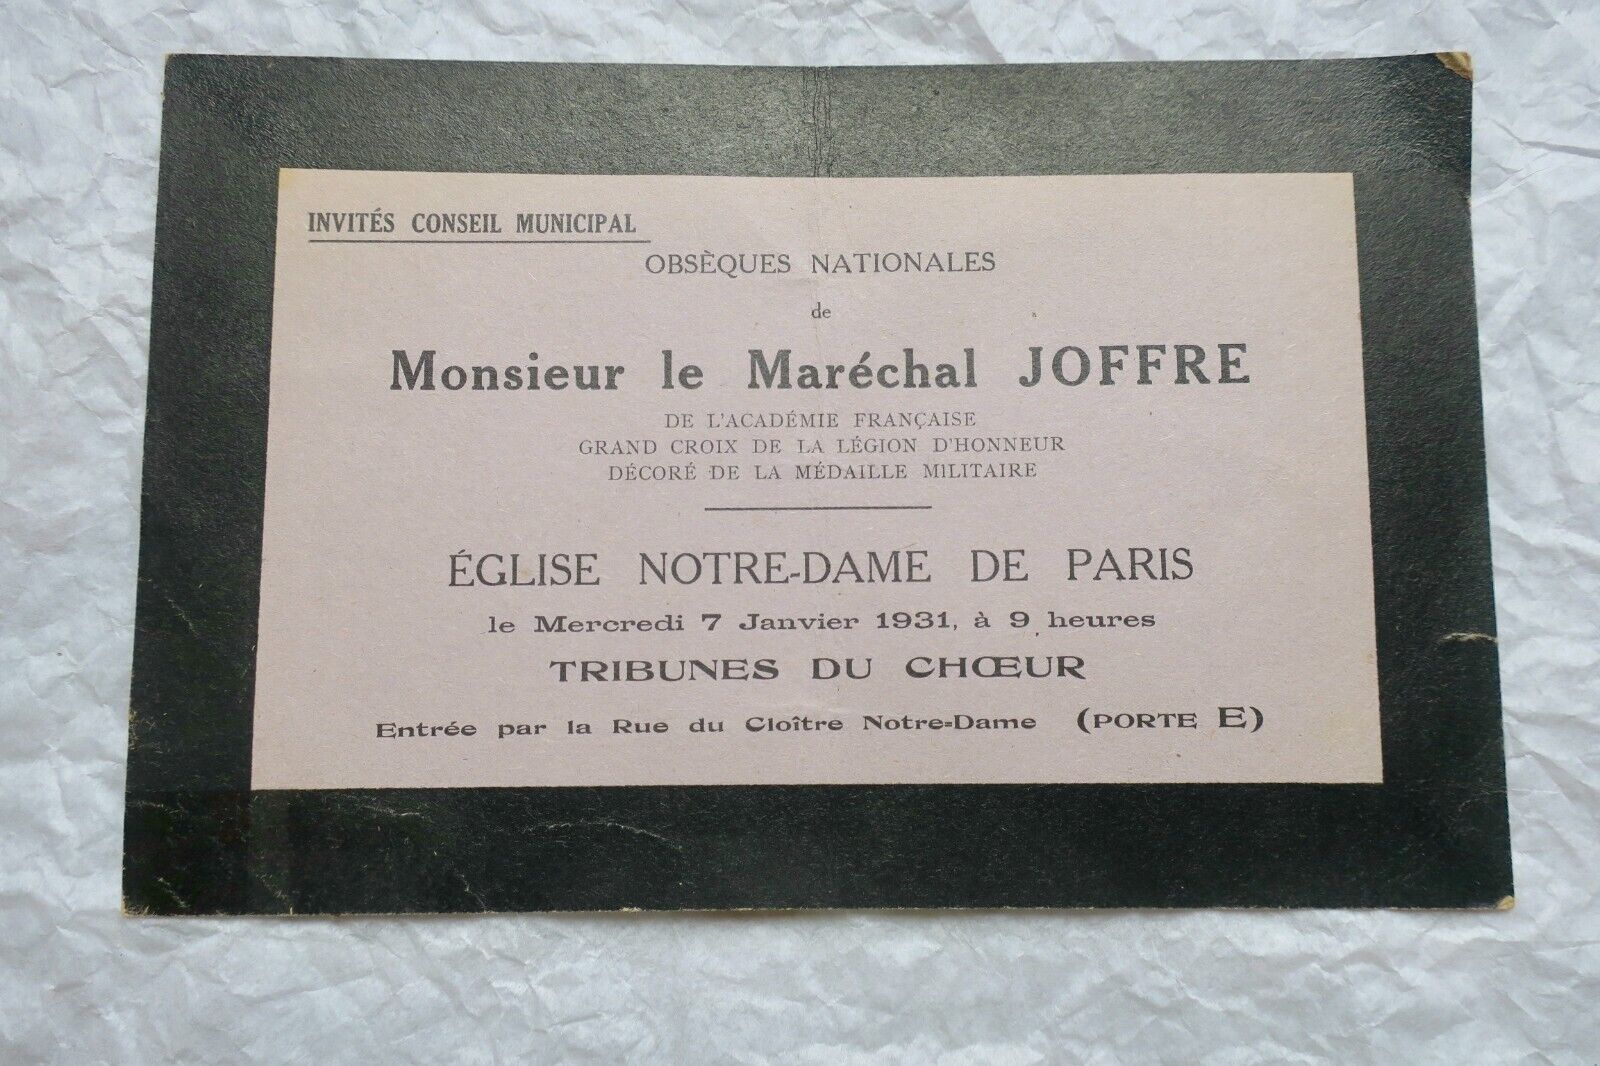 INVITÉS CONSEIL MUNICIPAL
OBSÈQUES NATIONALES
de
Monsieur le Maréchal JOFFRE
DE L'ACADÉMIE FRANÇAISE
GRAND CROIX DE LA LÉGION D'HONNEUR
DÉCORÉ DE LA MÉDAILLE MILITAIRE
ÉGLISE NOTRE-DAME DE PARIS
le Mercredi 7 Janvier 1931, à 9 heures
TRIBUNES DU CHŒUR
Entrée par la Rue du Cloître Notre-Dame (PORTE E)